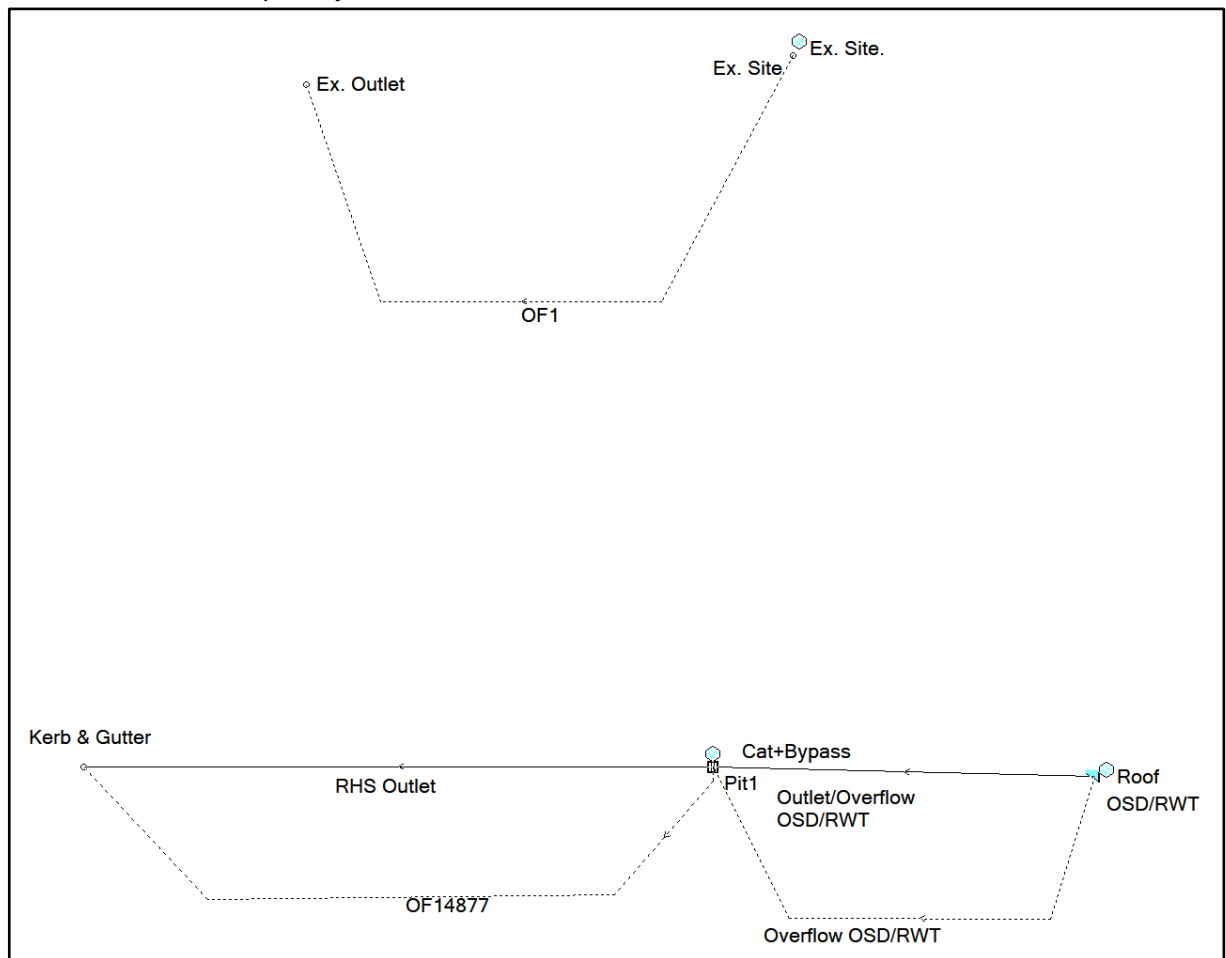 Ex. Site.
Ex. Site
Ex. Outlet
OF1
Kerb & Gutter
Cat+Bypass
Roof
RHS Outlet
Pit1
Outlet/Overflow
OSD/RWT
OSD/RWT
OF14877
Overflow OSD/RWT